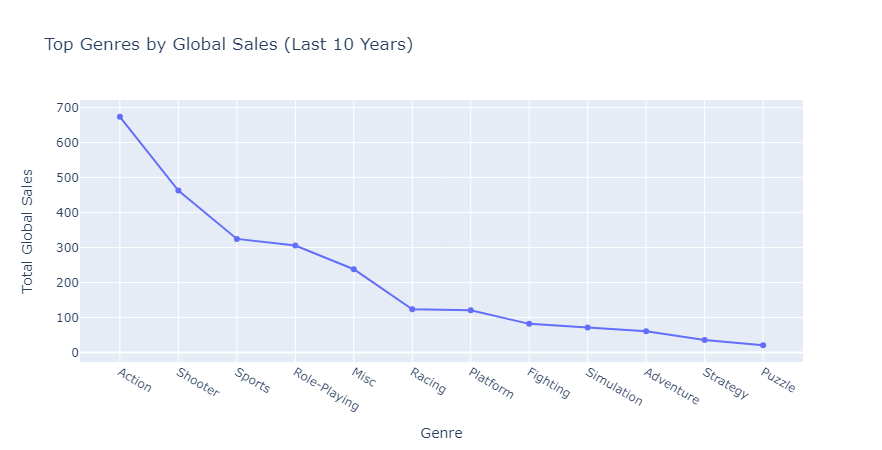 Top Genres by Global Sales (Last 10 Years)
Total Global Sales
700
600
500
400
300
200
100
0
Action
Shooter
Sports
Role-Playing
Misc
Racing
Platform
Fighting
Simulation
Adventure
Strategy
Puzzle
Genre